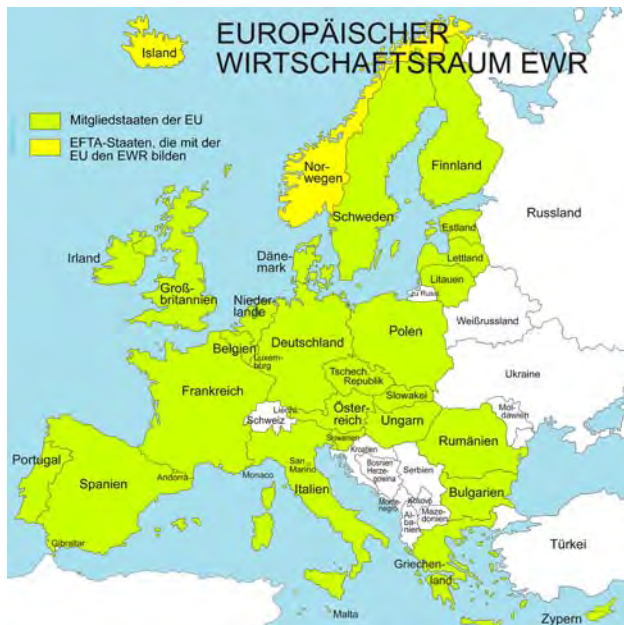 EUROPÄISCHER
WIRTSCHAFTSRAUM EWR
Island
Mitgliedstaaten der EU
EFTA-Staaten, die mit der
EU den EWR bilden
Nor-
wegen
Finnland
Schweden
Russland
Estland
Lettland
Litauen
zu Russl.
Irland
Groß-
britannien
Däne-
mark
Nieder-
lande
Belgien
Luxem-
burg
Deutschland
Polen
Weißrussland
Ukraine
Tschech.
Republik
Slowakei
Frankreich
Liecht.
Schweiz
Öster-
reich
Ungarn
Mol-
dawien
Rumänien
Slowenien
Kroatien
Bosnien
Herze-
gowina
Serbien
Portugal
Spanien
Andorra
Monaco
San
Marino
Italien
Monte-
negro
Kosovo
Al-
banien
Maze-
donien
Bulgarien
Gibraltar
Griechen-
land
Türkei
Malta
Zypern